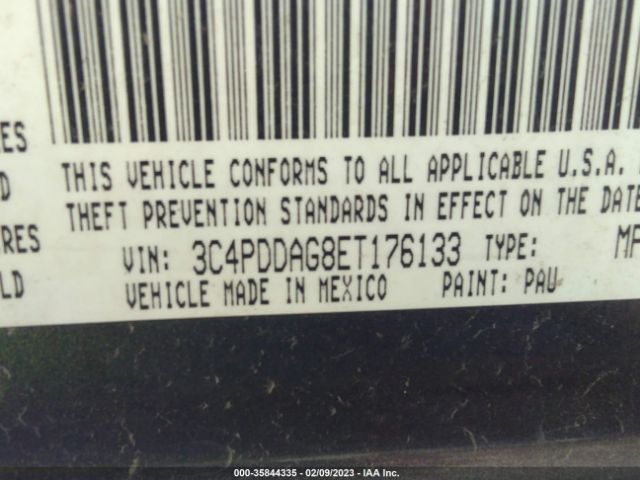 ES
D
RES
LD
THIS VEHICLE CONFORMS TO ALL APPLICABLE U.S.A.
THEFT PREVENTION STANDARDS IN EFFECT ON THE DATE
VIN: 3C4PDDAG8ET176133 TYPE: MP
VEHICLE MADE IN MEXICO PAINT: PAU
000-35844335 - 02/09/2023 - IAA Inc.